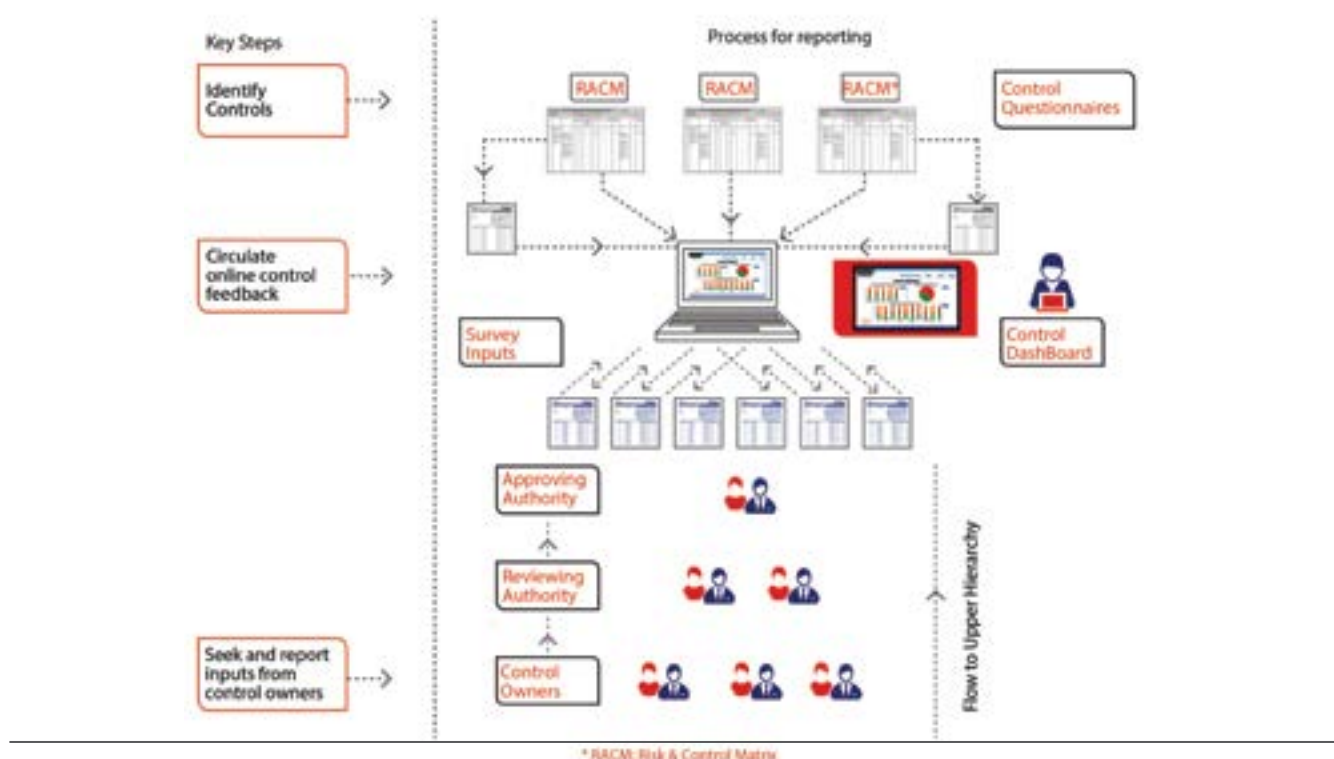 Key Steps
Process for reporting
Identify
Controls
RACM
RACM
RACM*
Control
Questionnaires
Circulate
online control
feedback
Survey
Inputs
Control
DashBoard
Approving
Authority
Reviewing
Authority
Seek and report
inputs from
control owners
Control
Owners
Flow to Upper Hierarchy
* RACM: Risk & Control Matrix